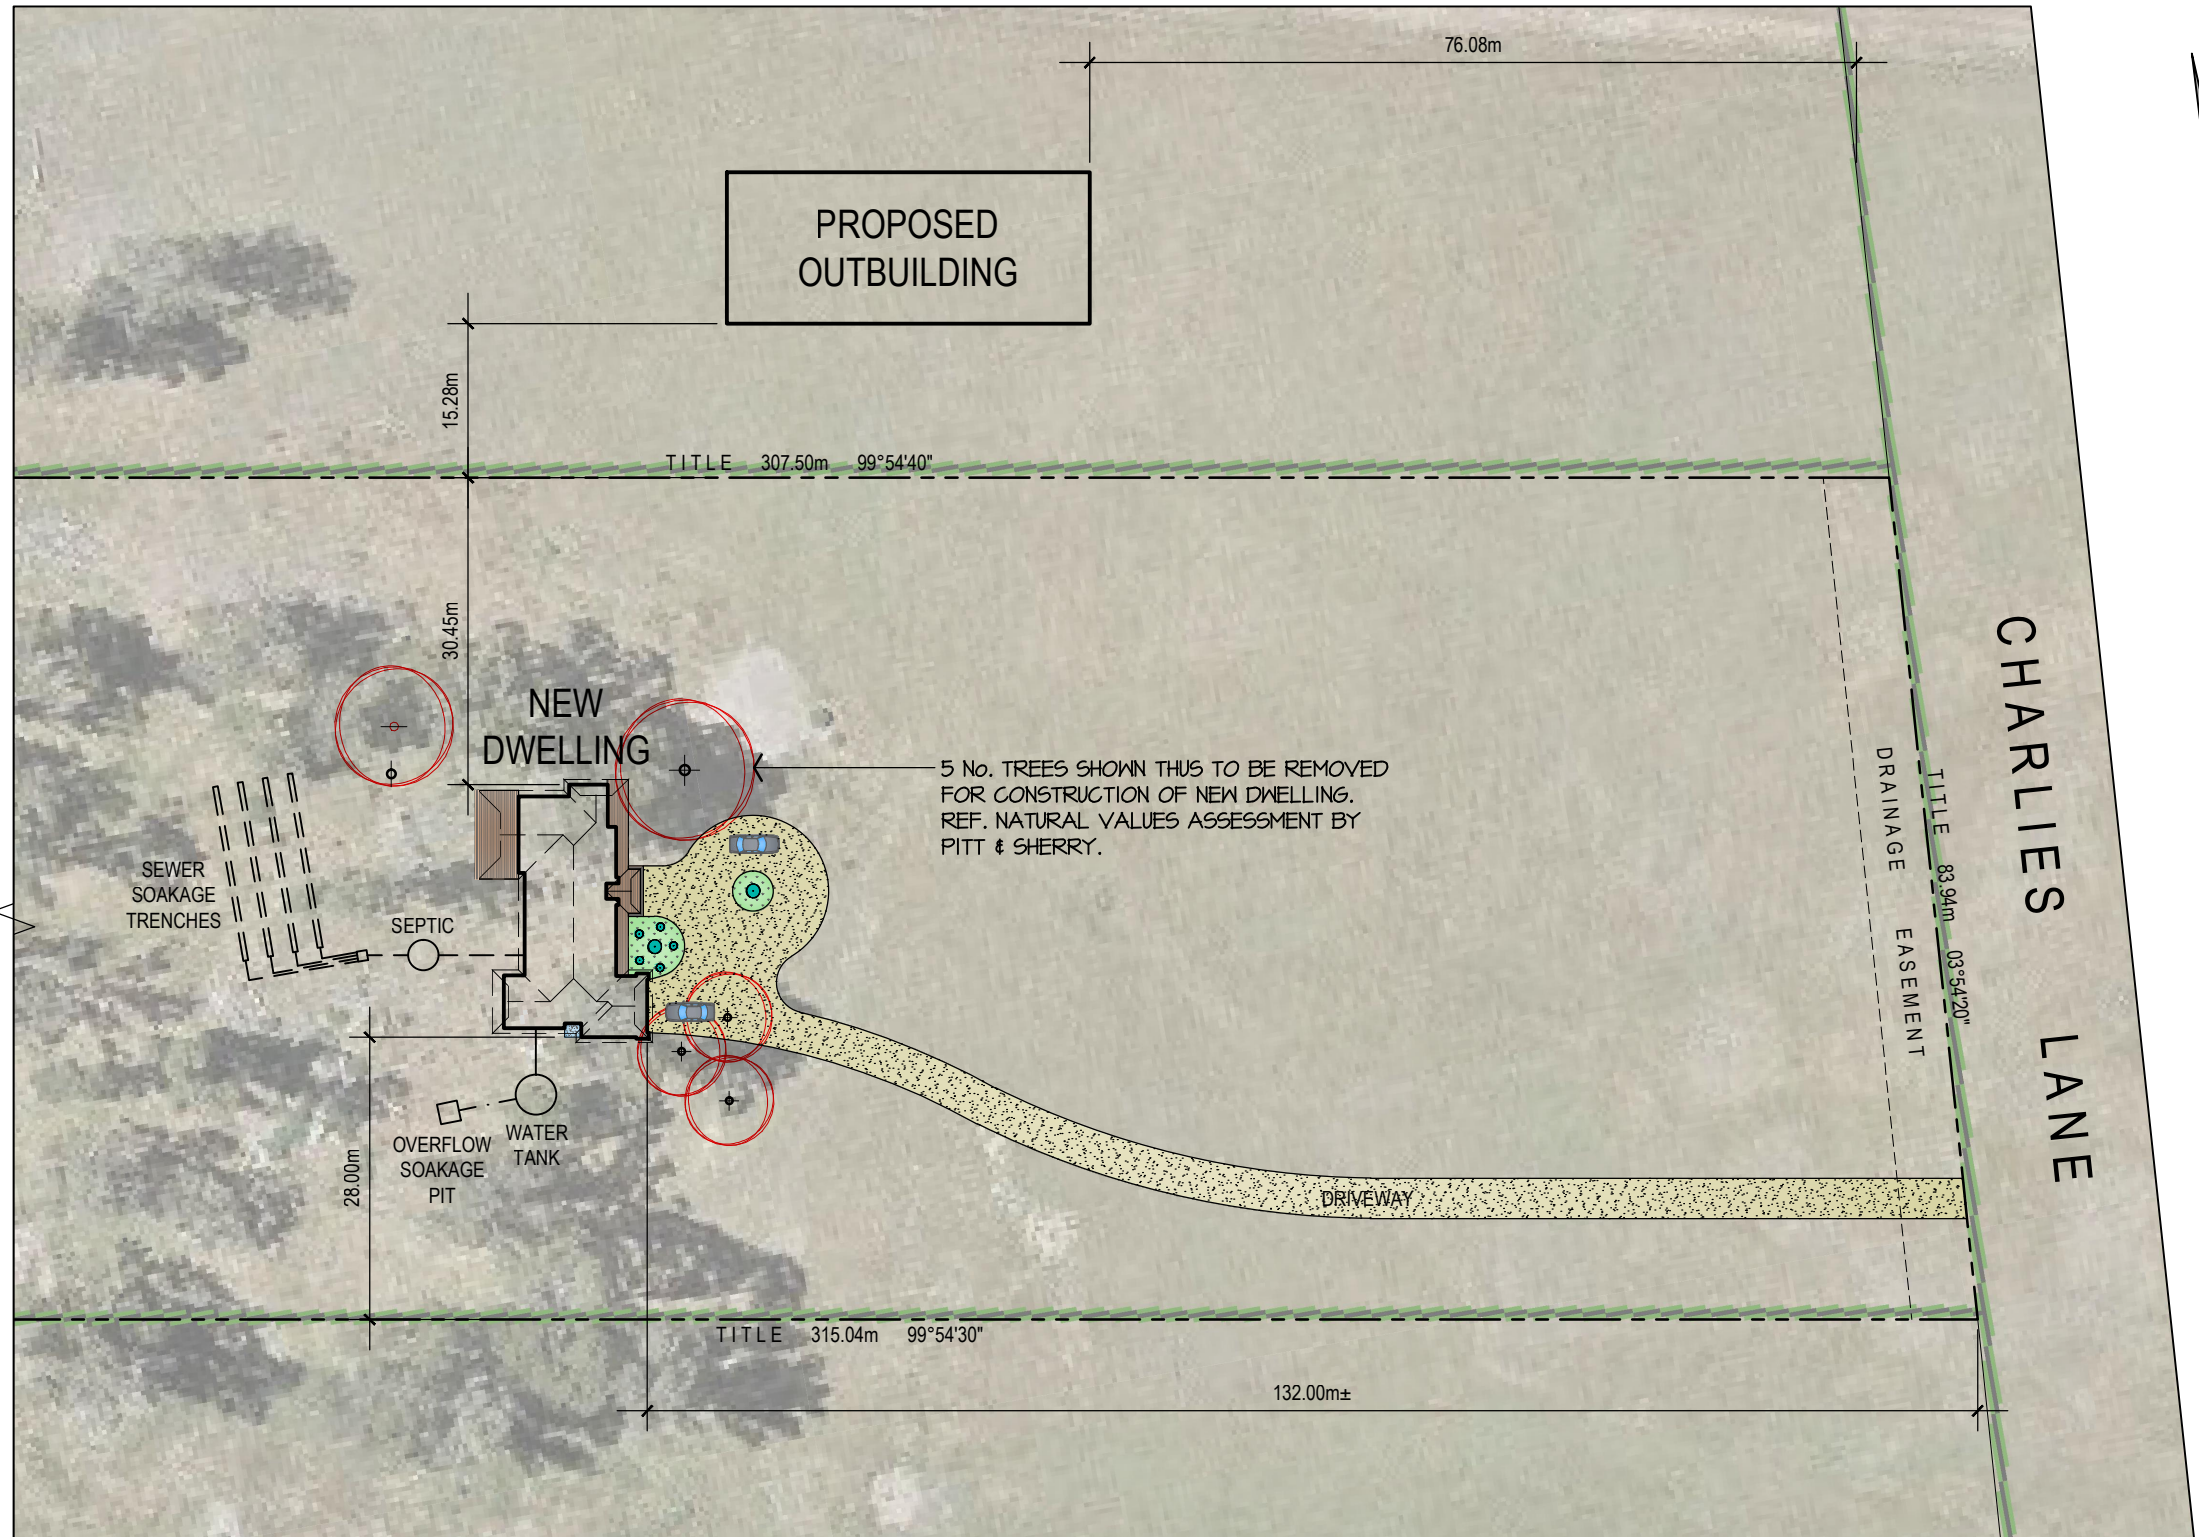 76.08m
PROPOSED
OUTBUILDING
15.28m
TITLE 307.50m 99°54'40"
30.45m
NEW
DWELLING
5 No. TREES SHOWN THUS TO BE REMOVED
FOR CONSTRUCTION OF NEW DWELLING.
REF. NATURAL VALUES ASSESSMENT BY
PITT & SHERRY.
SEWER
SOAKAGE
TRENCHES
SEPTIC
DRAINAGE EASEMENT
TITLE 83.94m 03°54'20"
CHARLIES LANE
OVERFLOW
SOAKAGE
PIT
WATER
TANK
28.00m
DRIVEWAY
TITLE 315.04m 99°54'30"
132.00m±